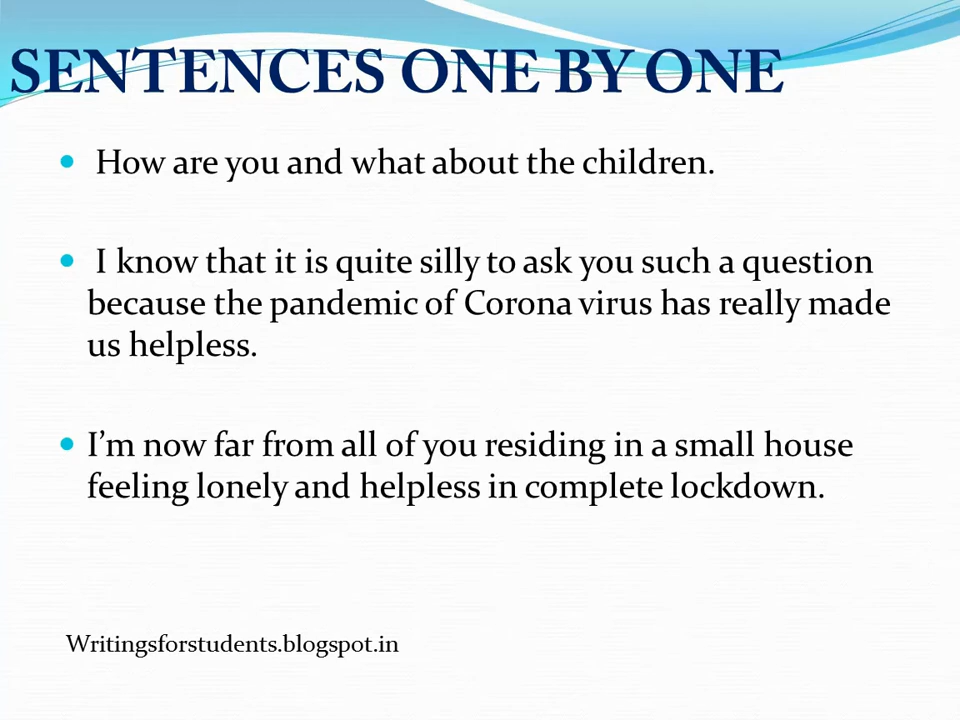 SENTENCES ONE BY ONE
How are you and what about the children.
I know that it is quite silly to ask you such a question
because the pandemic of Corona virus has really made
us helpless.
I’m now far from all of you residing in a small house
feeling lonely and helpless in complete lockdown.
Writingsforstudents.blogspot.in